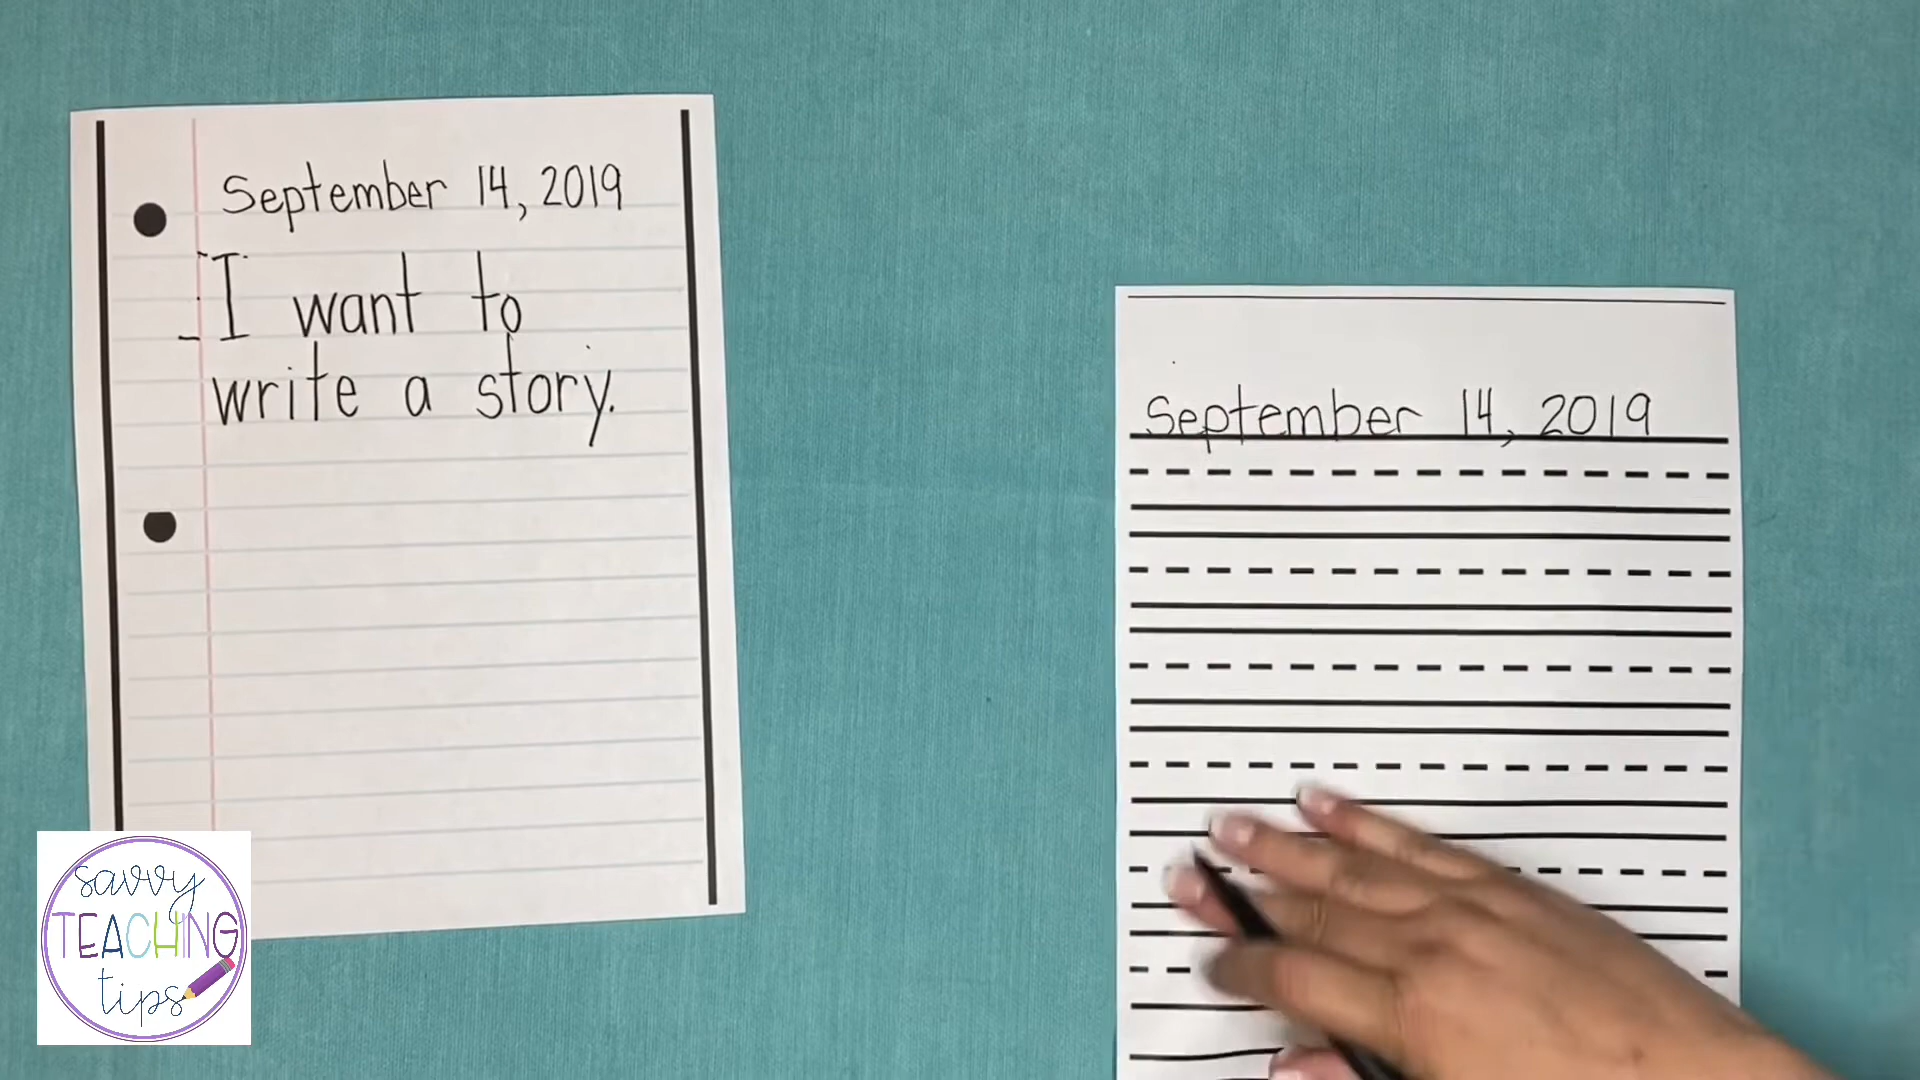 September 14, 2019
I want to
write a story.
September 14, 2019
savvy
TEACHING
tips